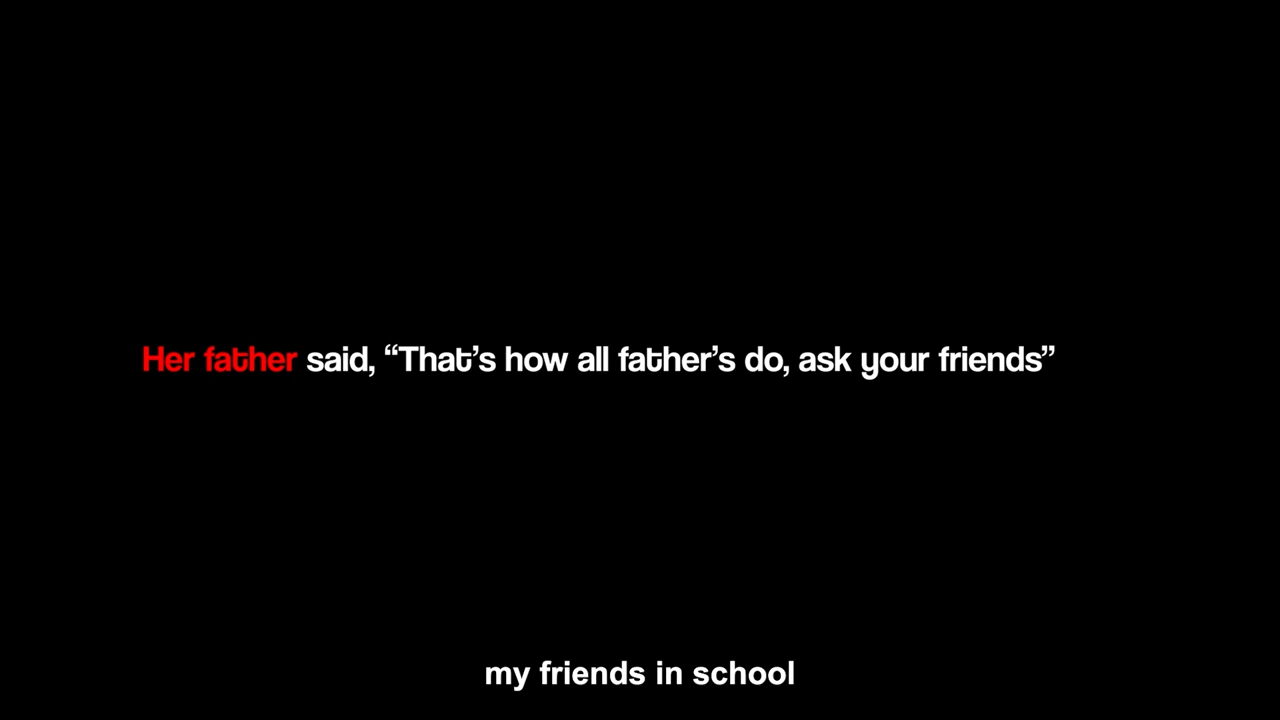 Her father said, “That’s how all father’s do, ask your friends”
my friends in school